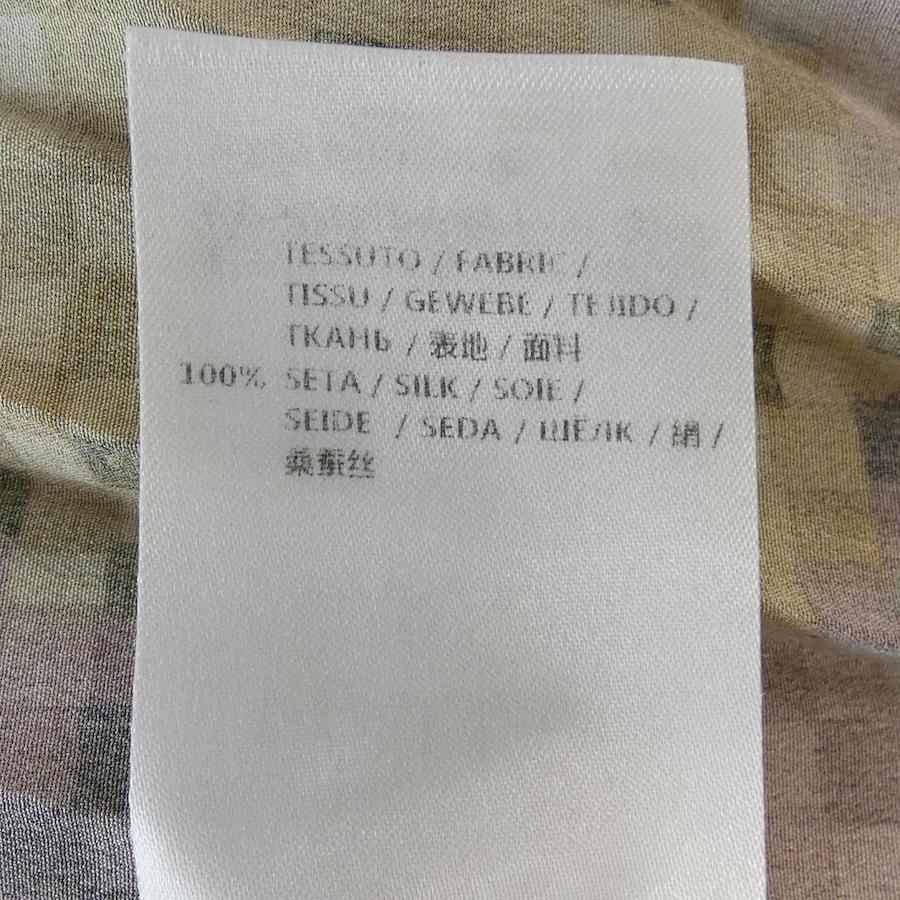 TESSUTO / FABRIC /
TISSU / GEWEBE / TEJIDO /
ТКАНЬ / 表地 / 面料
100% SETA / SILK / SOIE /
SEIDE / SEDA / ШЁЛК / 絹 /
桑蚕丝